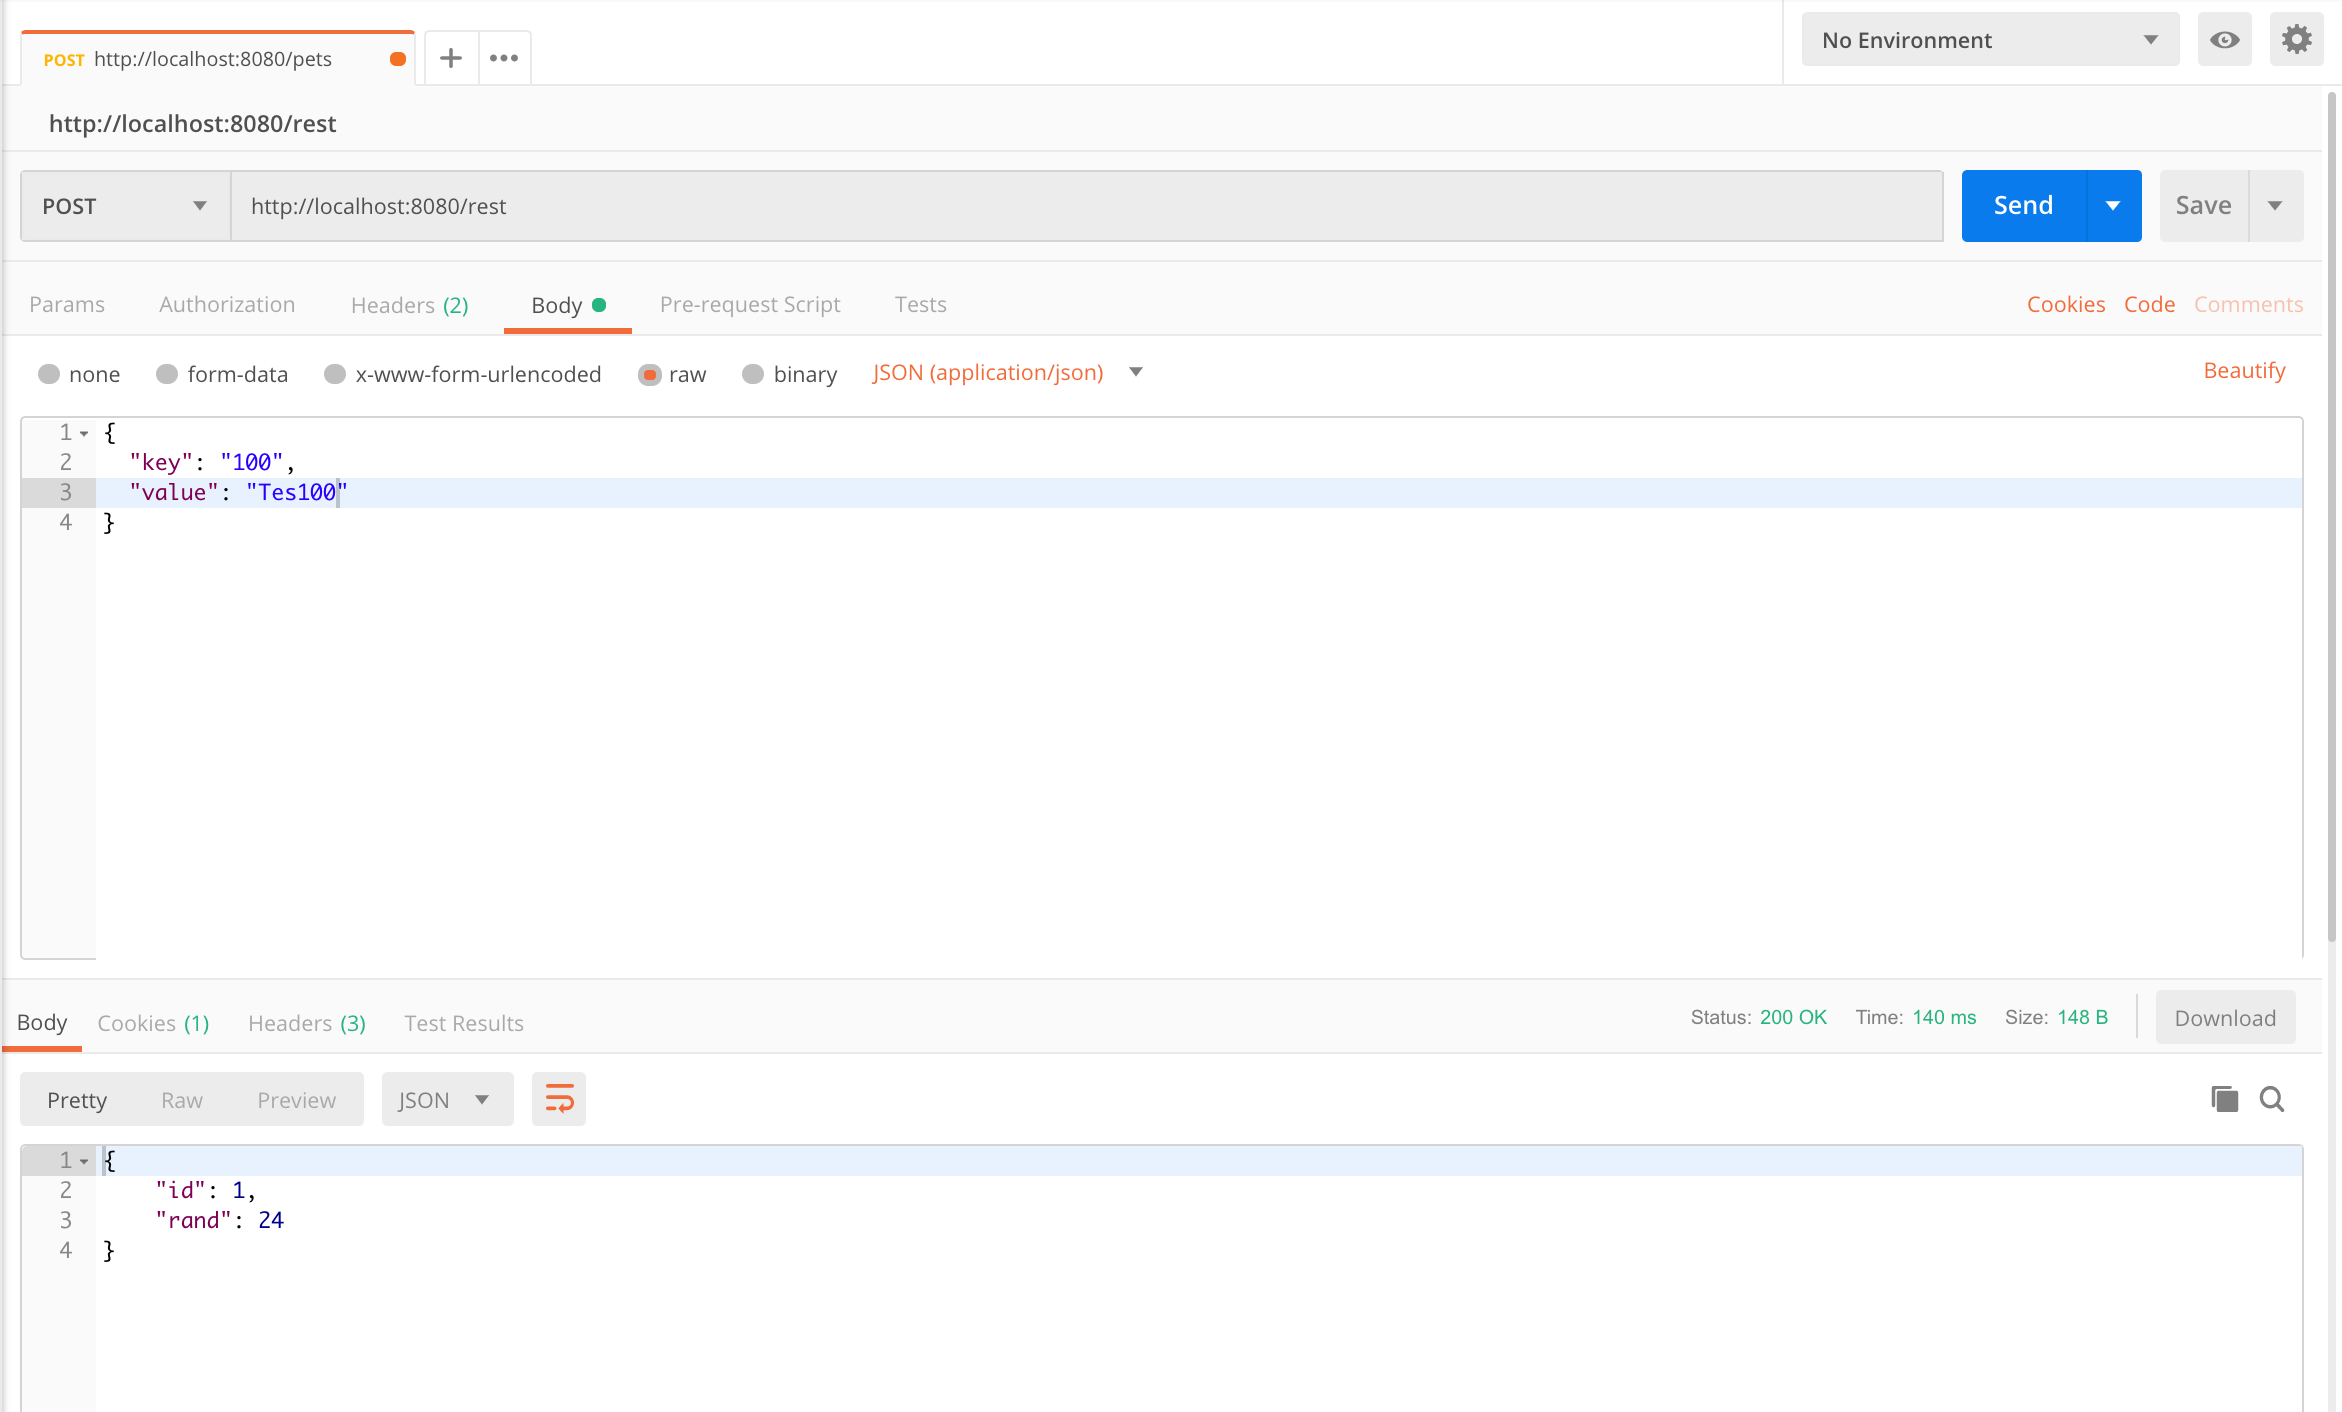 POST http://localhost:8080/pets
No Environment
http://localhost:8080/rest
POST http://localhost:8080/rest Send Save
Params Authorization Headers (2) Body Pre-request Script Tests Cookies Code Comments
none form-data x-www-form-urlencoded raw binary JSON (application/json) Beautify
1 {
2 "key": "100",
3 "value": "Tes100"
4 }
Body Cookies (1) Headers (3) Test Results Status: 200 OK Time: 140 ms Size: 148 B Download
Pretty Raw Preview JSON
1 {
2 "id": 1,
3 "rand": 24
4 }